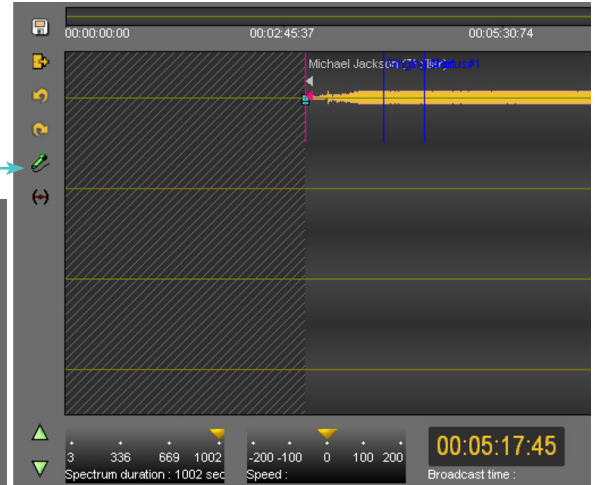 00:00:00:00 00:02:45:37 00:05:30:74
Michael Jackson
3 336 669 1002
Spectrum duration : 1002 sec
-200 -100 0 100 200
Speed :
00:05:17:45
Broadcast time :